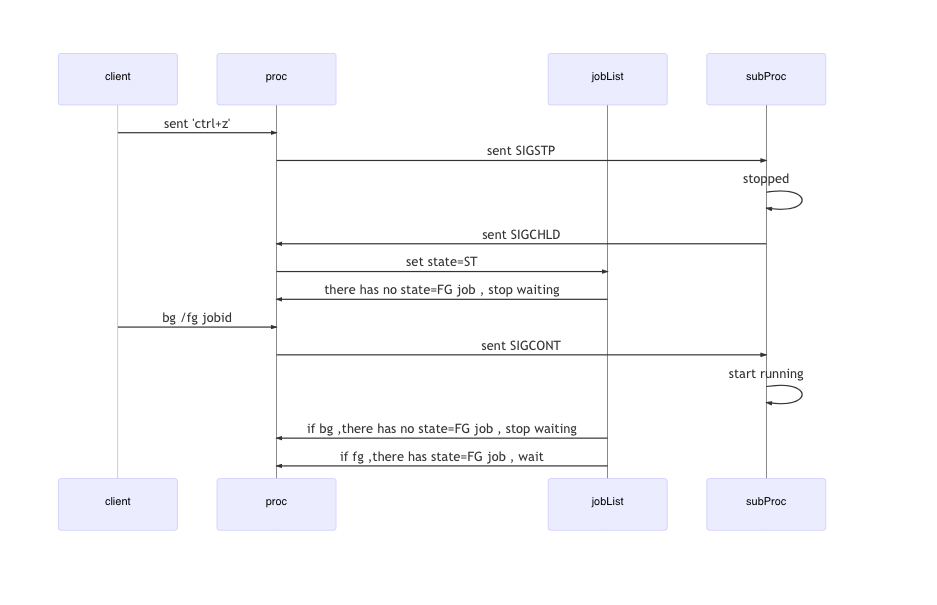 client
proc
jobList
subProc
sent 'ctrl+z'
sent SIGSTP
stopped
sent SIGCHLD
set state=ST
there has no state=FG job , stop waiting
bg /fg jobid
sent SIGCONT
start running
if bg ,there has no state=FG job , stop waiting
if fg ,there has state=FG job , wait
client
proc
jobList
subProc